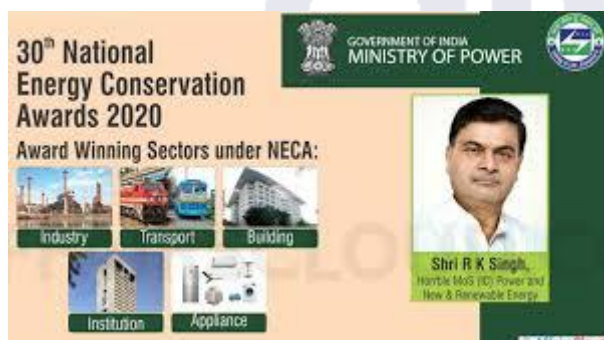 30th National
Energy Conservation
Awards 2020
Award Winning Sectors under NECA:
Industry
Transport
Building
Institution
Appliance
GOVERNMENT OF INDIA
MINISTRY OF POWER
Shri R K Singh,
Hon'ble MoS (IC) Power and
New & Renewable Energy